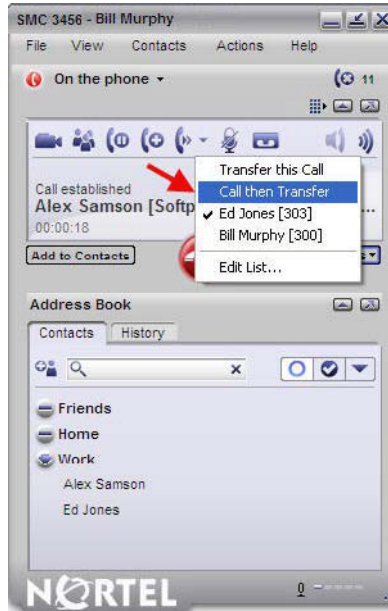 SMC 3456 - Bill Murphy
File View Contacts Actions Help
On the phone
11
Transfer this Call
Call then Transfer
Call established
Alex Samson [Softp
...
Ed Jones [303]
00:00:18
Bill Murphy [300]
Add to Contacts
Edit List...
Address Book
Contacts History
Friends
Home
Work
Alex Samson
Ed Jones
NORTEL